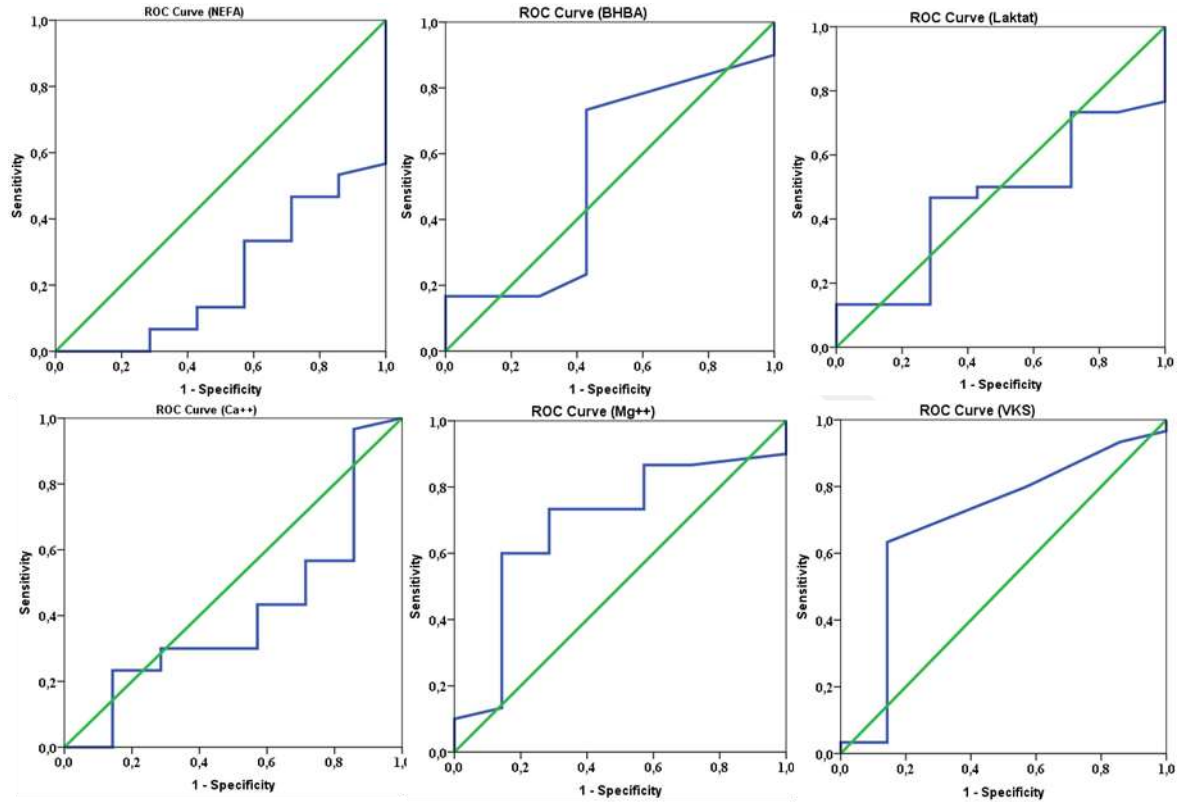 ROC Curve (NEFA)
1,0
0,8
0,6
0,4
0,2
0,0
Sensitivity
0,0 0,2 0,4 0,6 0,8 1,0
1 - Specificity
ROC Curve (BHBA)
1,0
0,8
0,6
0,4
0,2
0,0
Sensitivity
0,0 0,2 0,4 0,6 0,8 1,0
1 - Specificity
ROC Curve (Laktat)
1,0
0,8
0,6
0,4
0,2
0,0
Sensitivity
0,0 0,2 0,4 0,6 0,8 1,0
1 - Specificity
ROC Curve (Ca++)
1,0
0,8
0,6
0,4
0,2
0,0
Sensitivity
0,0 0,2 0,4 0,6 0,8 1,0
1 - Specificity
ROC Curve (Mg++)
1,0
0,8
0,6
0,4
0,2
0,0
Sensitivity
0,0 0,2 0,4 0,6 0,8 1,0
1 - Specificity
ROC Curve (VKS)
1,0
0,8
0,6
0,4
0,2
0,0
Sensitivity
0,0 0,2 0,4 0,6 0,8 1,0
1 - Specificity